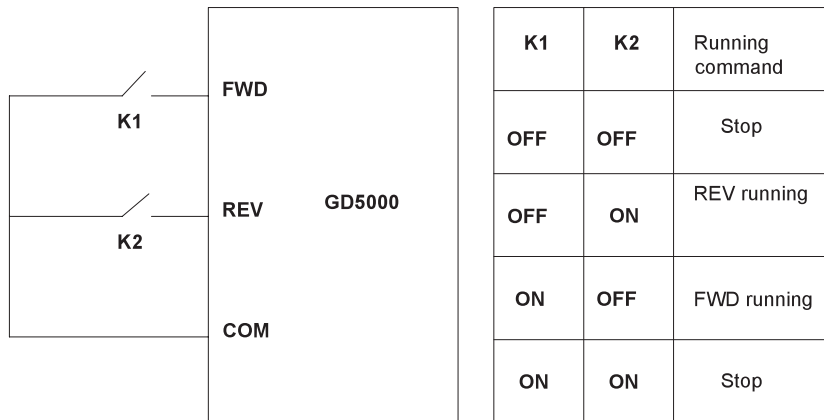 FWD
K1
REV
K2
GD5000
COM
K1 K2 Running
command
OFF OFF Stop
OFF ON REV running
ON OFF FWD running
ON ON Stop